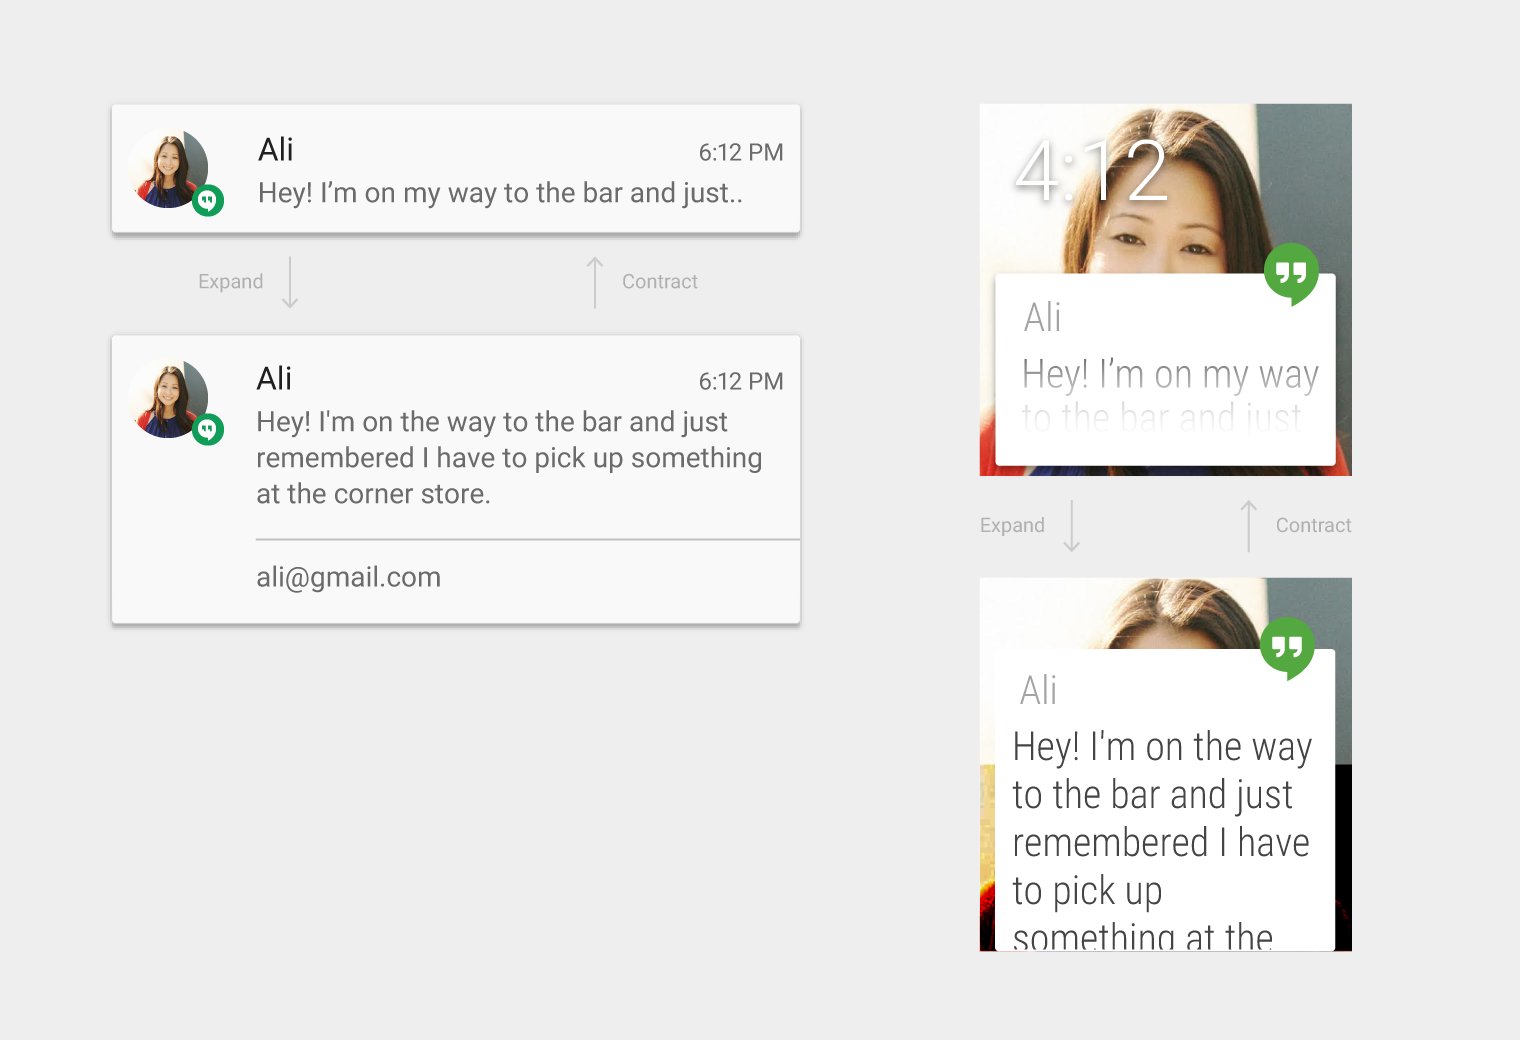 Ali
6:12 PM
Hey! I’m on my way to the bar and just..
Expand
Contract
Ali
6:12 PM
Hey! I'm on the way to the bar and just
remembered I have to pick up something
at the corner store.
ali@gmail.com
4:12
Ali
Hey! I’m on my way
to the bar and just
Expand
Contract
Ali
Hey! I'm on the way
to the bar and just
remembered I have
to pick up
something at the